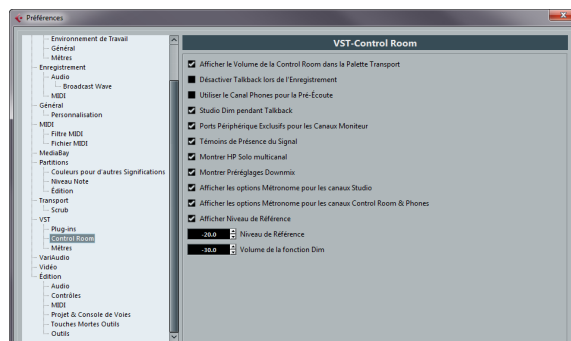 Préférences
Environnement de Travail
Général
Mètres
Enregistrement
Audio
Broadcast Wave
MIDI
Général
Personnalisation
MIDI
Filtre MIDI
Fichier MIDI
MediaBay
Partitions
Couleurs pour d'autres Significations
Niveau Note
Édition
Transport
Scrub
VST
Plug-ins
Control Room
Mètres
VariAudio
Vidéo
Édition
Audio
Contrôles
MIDI
Projet & Console de Voies
Touches Mortes Outils
Outils
VST-Control Room
Afficher le Volume de la Control Room dans la Palette Transport
Désactiver Talkback lors de l'Enregistrement
Utiliser le Canal Phones pour la Pré-Écoute
Studio Dim pendant Talkback
Ports Périphérique Exclusifs pour les Canaux Moniteur
Témoins de Présence du Signal
Montrer HP Solo multicanal
Montrer Préréglages Downmix
Afficher les options Métronome pour les canaux Studio
Afficher les options Métronome pour les canaux Control Room & Phones
Afficher Niveau de Référence
-20.0 Niveau de Référence
-30.0 Volume de la fonction Dim